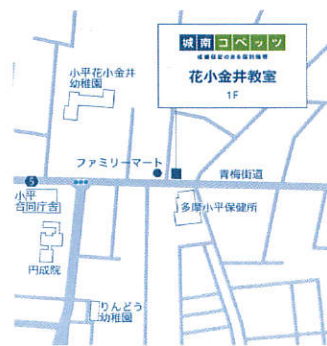 城南コベッツ
成績保証のある個別指導
花小金井教室
1F
小平花小金井
幼稚園
ファミリーマート
青梅街道
5
小平
合同庁舎
多摩小平保健所
円成院
りんどう
幼稚園